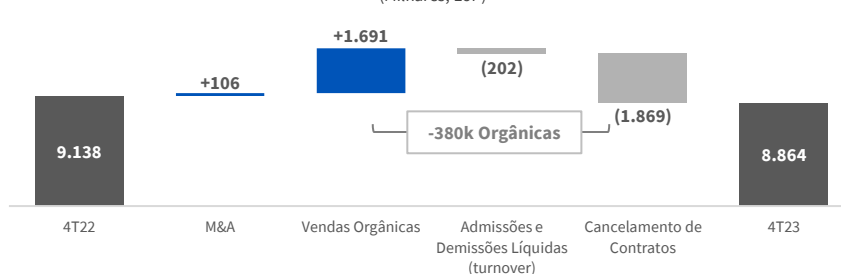 +1.691
+106
(202)
(1.869)
-380k Orgânicas
9.138
8.864
4T22
M&A
Vendas Orgânicas
Admissões e
Demissões Líquidas
(turnover)
Cancelamento de
Contratos
4T23